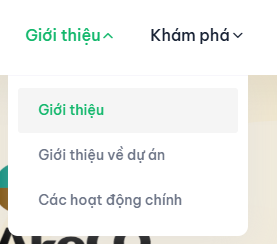 Giới thiệu Khám phá
Giới thiệu
Giới thiệu về dự án
Các hoạt động chính